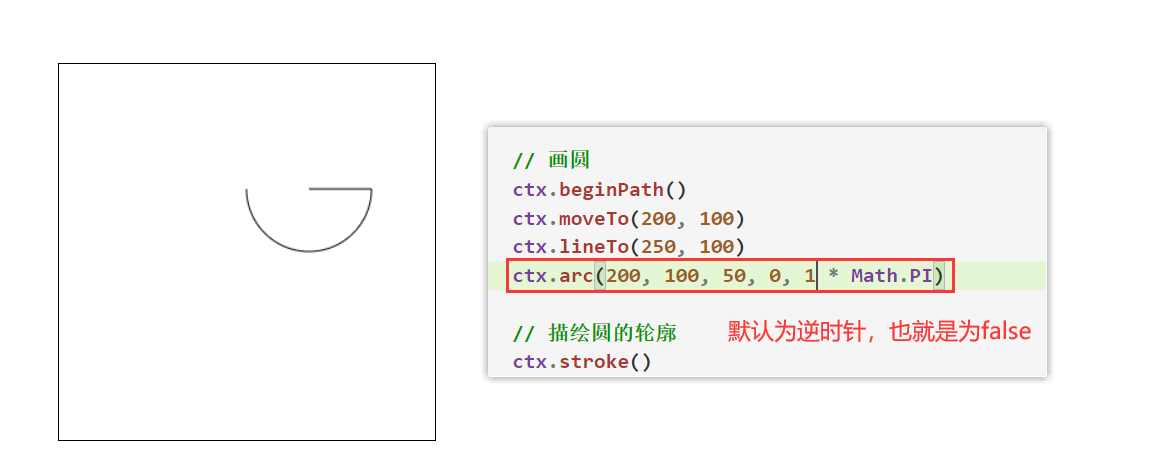 // 画圆
ctx.beginPath()
ctx.moveTo(200, 100)
ctx.lineTo(250, 100)
ctx.arc(200, 100, 50, 0, 1 * Math.PI)
// 描绘圆的轮廓
默认为逆时针，也就是为false
ctx.stroke()